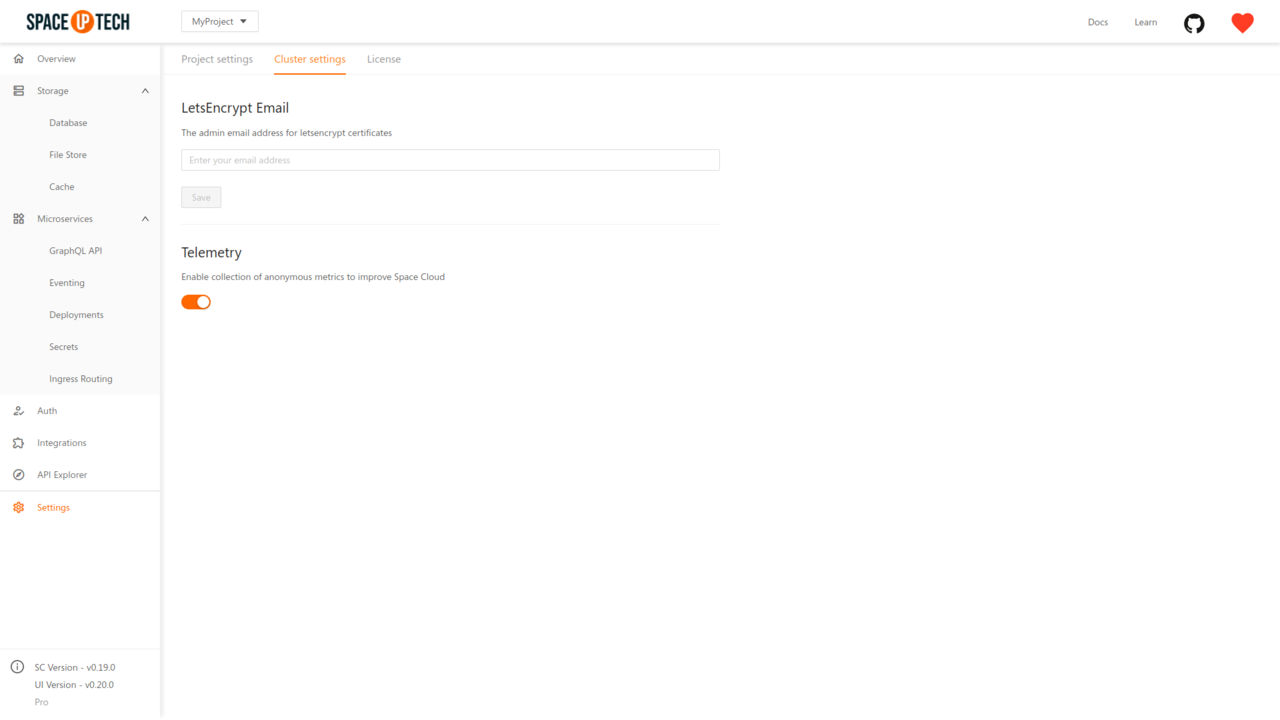 SPACE UP TECH
MyProject
Docs
Learn
Overview
Storage
Database
File Store
Cache
Microservices
GraphQL API
Eventing
Deployments
Secrets
Ingress Routing
Auth
Integrations
API Explorer
Settings
SC Version - v0.19.0
UI Version - v0.20.0
Pro
Project settings
Cluster settings
License
LetsEncrypt Email
The admin email address for letsencrypt certificates
Enter your email address
Save
Telemetry
Enable collection of anonymous metrics to improve Space Cloud